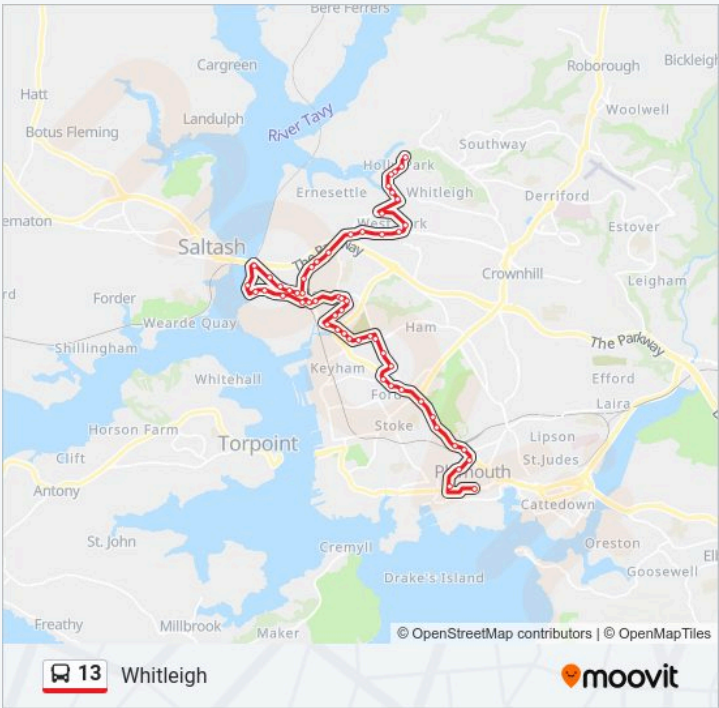 Bere Ferrers
Cargreen
Roborough
Bickleigh
Hatt
Landulph
Woolwell
Botus Fleming
River Tavy
Southway
Holly Park
Ernesettle
Whitleigh
Derriford
ematon
West Park
Estover
Saltash
The Parkway
Crownhill
Leigham
rd
Forder
Wearde Quay
Ham
The Parkway
Shillingham
Keyham
Whitehall
Efford
Ford
Laira
Stoke
Horson Farm
Torpoint
Lipson
Clift
St.Judes
Plymouth
Antony
Cattedown
St. John
Cremyll
Oreston
El
Goosewell
Drake's Island
Freathy
Millbrook
Maker
© OpenStreetMap contributors | © OpenMapTiles
13 Whitleigh
moovit